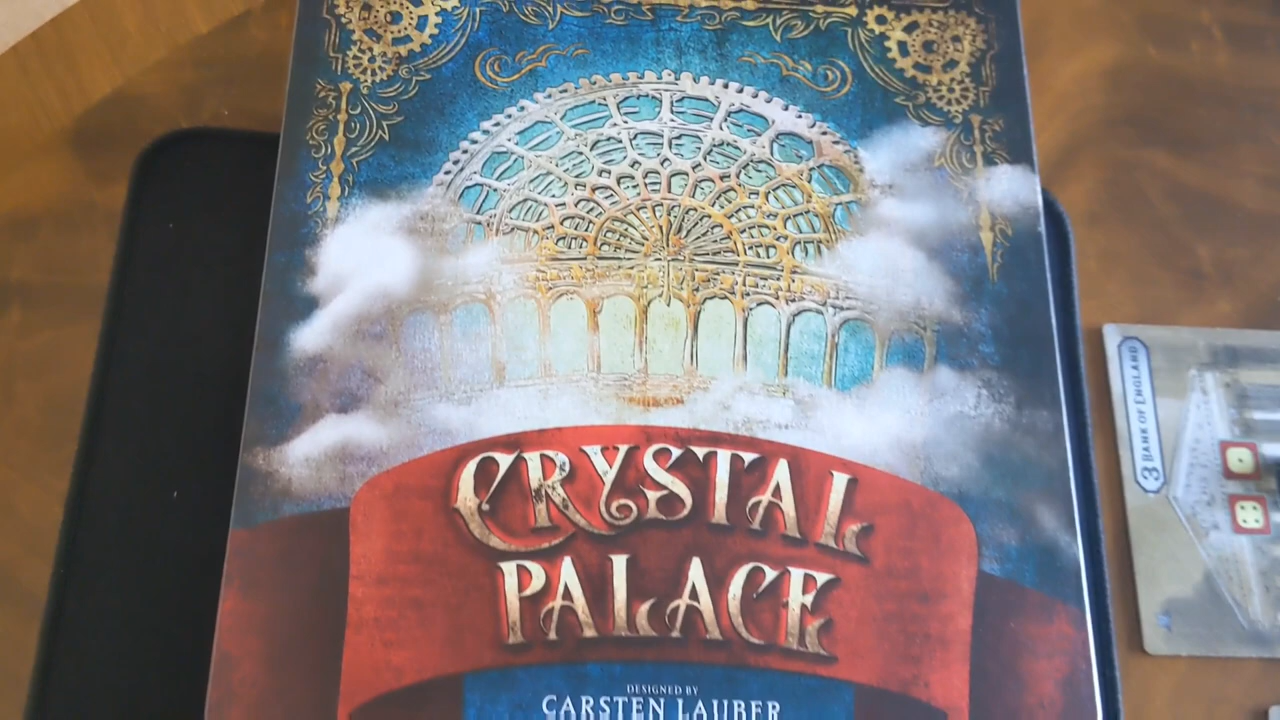 CRYSTAL
PALACE
DESIGNED BY
CARSTEN LAUBER
3 BANK OF ENGLAND